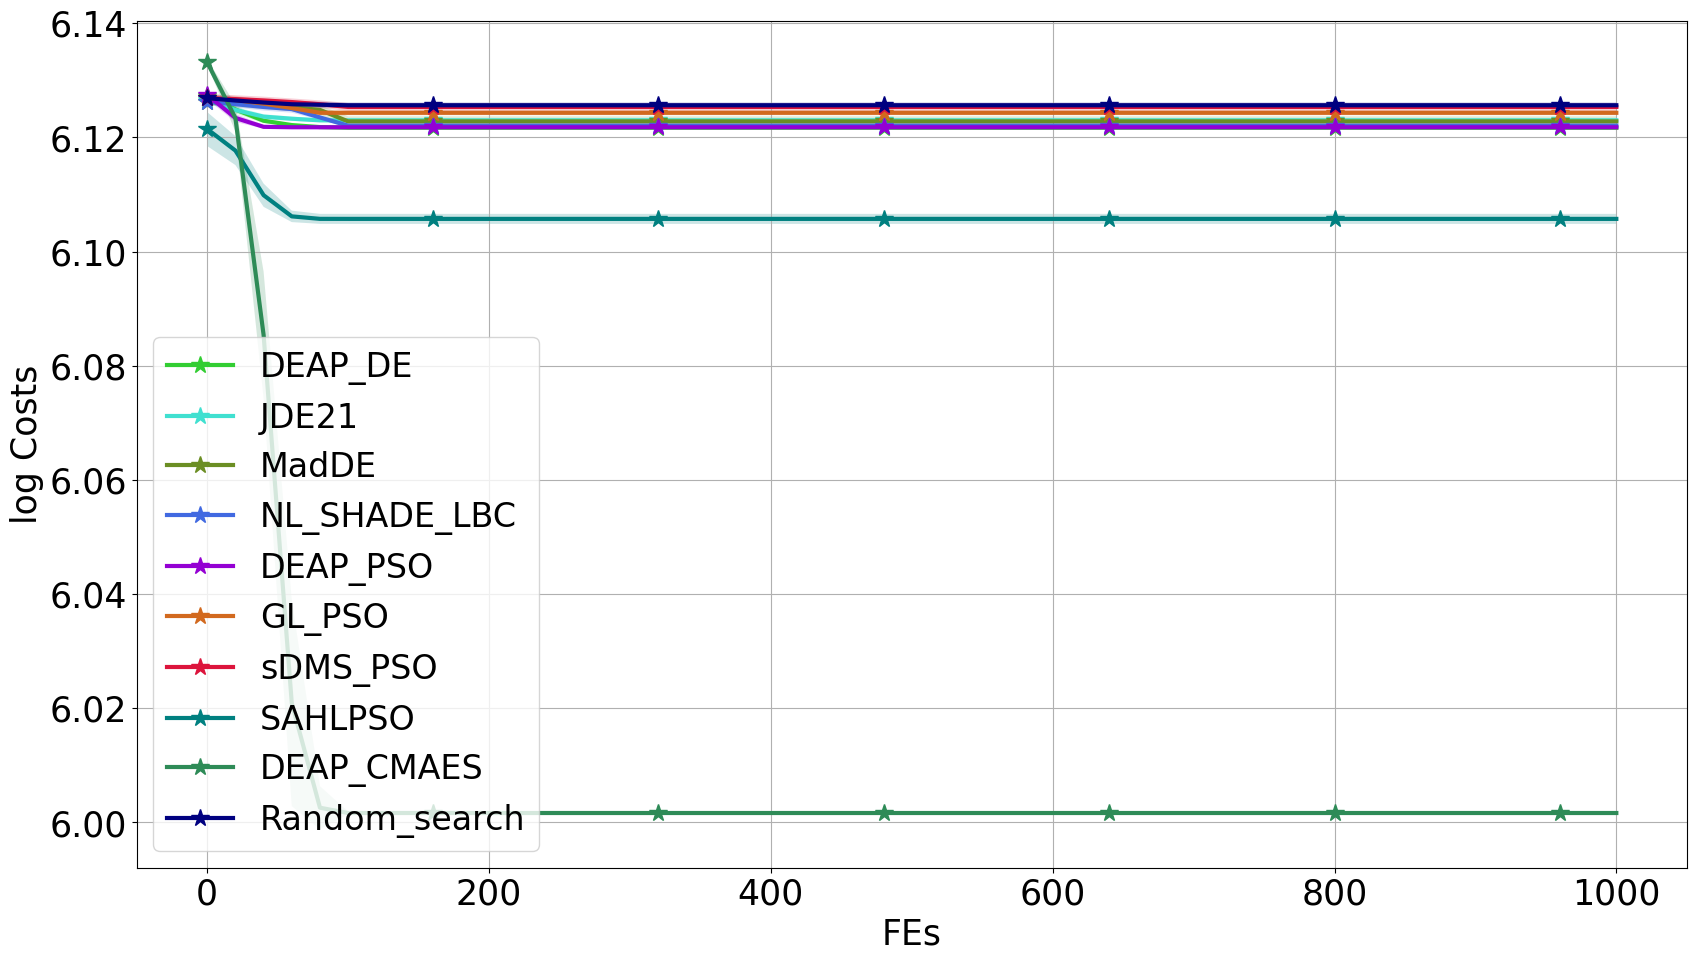 6.14
6.12
6.10
6.08
6.06
6.04
6.02
6.00
log Costs
DEAP_DE
JDE21
MadDE
NL_SHADE_LBC
DEAP_PSO
GL_PSO
sDMS_PSO
SAHLPSO
DEAP_CMAES
Random_search
0 200 400 600 800 1000
FEs